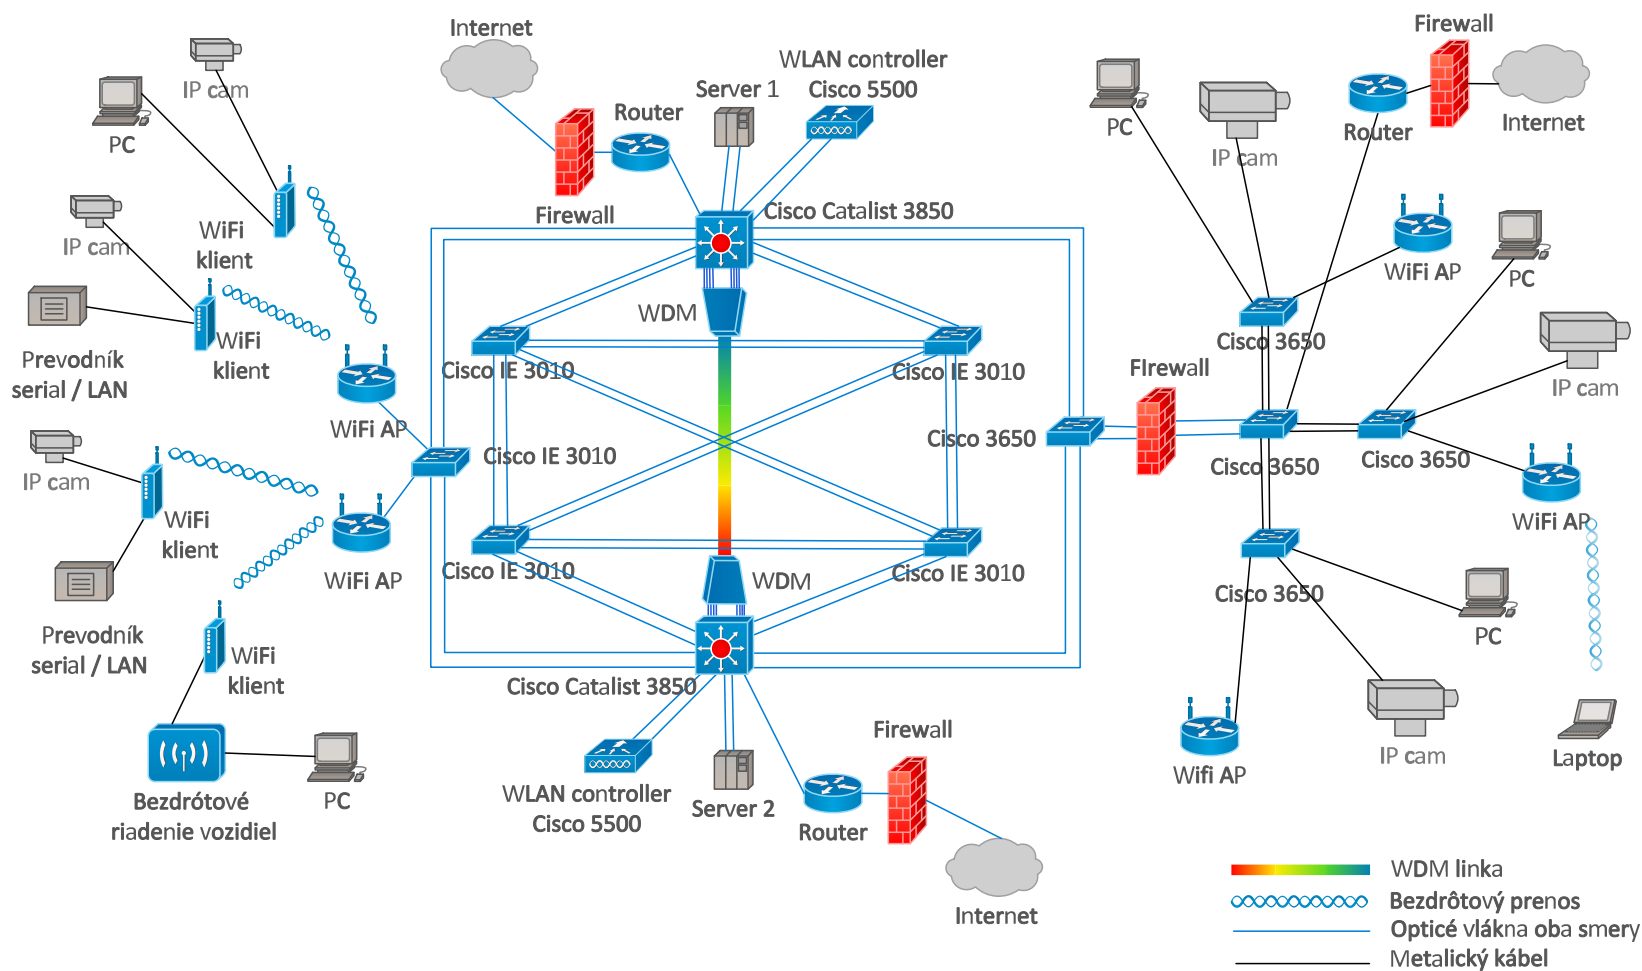 Internet
WLAN controller
Cisco 5500
Server 1
Router
Firewall
Cisco Catalist 3850
IP cam
PC
WiFi
klient
IP cam
WiFi
klient
Prevodník
serial / LAN
WiFi AP
IP cam
WiFi
klient
Prevodník
serial / LAN
WiFi AP
WiFi
klient
Bezdrótové
riadenie vozidiel
PC
WDM
Cisco IE 3010
Cisco IE 3010
Cisco IE 3010
Cisco 3650
Cisco IE 3010
Cisco IE 3010
WDM
Cisco Catalist 3850
WLAN controller
Cisco 5500
Server 2
Router
Firewall
Internet
FIrewall
Firewall
Router
Internet
PC
IP cam
WiFi AP
PC
Cisco 3650
IP cam
Cisco 3650
Cisco 3650
WiFi AP
Cisco 3650
PC
IP cam
Wifi AP
Laptop
WDM linka
Bezdrôtový prenos
Opticé vlákna oba smery
Metalický kábel